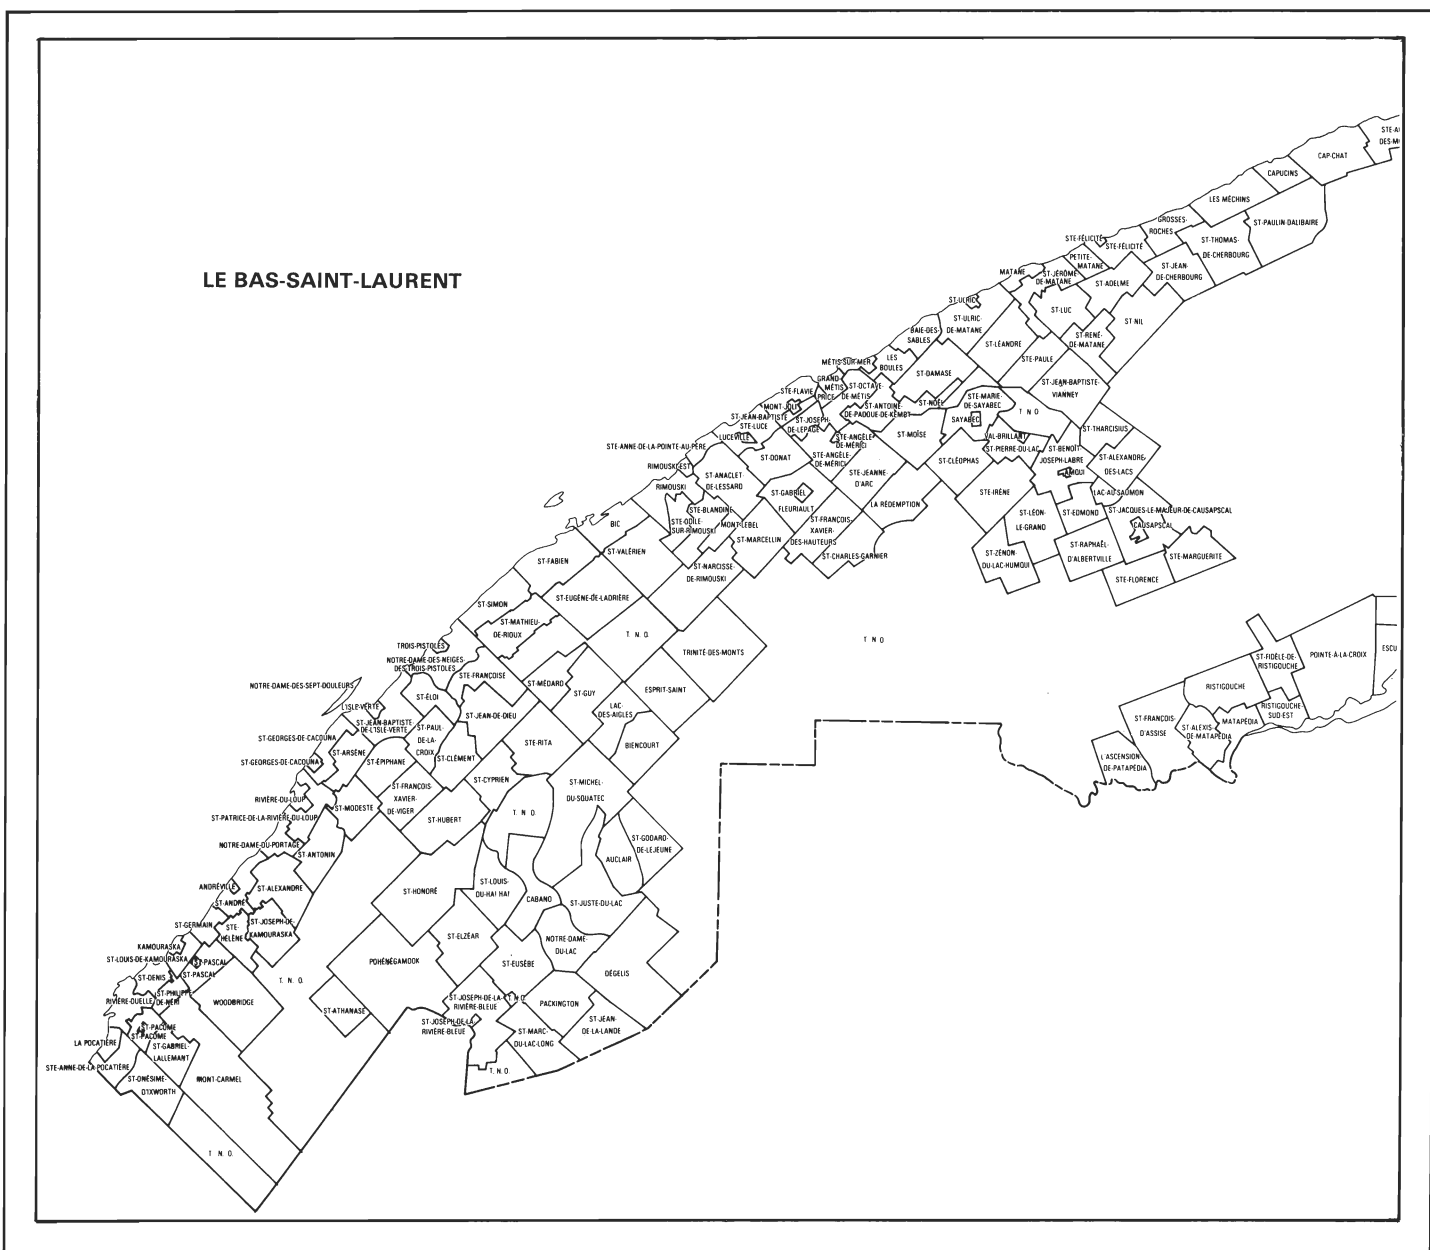 LE BAS-SAINT-LAURENT
STE-A
DES-M
CAP-CHAT
CAPUCINS
LES MÉCHINS
ST-PAULIN-DALIBAIRE
GROSSES-
ROCHES
ST-THOMAS-
DE-CHERBOURG
STE-FÉLICITÉ
STE-FÉLICITÉ
PETITE-
MATANE
ST-JEAN-
DE-CHERBOURG
MATANE
ST-JÉRÔME
DE-MATANE
ST-ADELME
ST-ULRIC
ST-ULRIC-
DE-MATANE
ST-LUC
ST-NIL
BAIE-DES-
SABLES
ST-LÉANDRE
ST-RENÉ-
DE-MATANE
STE-PAULE
MÉTIS-SUR-MER
LES
BOULES
ST-DAMASE
ST-JEAN-BAPTISTE-
VIANNEY
GRAND-
MÉTIS
PRICE
ST-OCTAVE-
DE-MÉTIS
STE-FLAVIE
MONT-JOLI
ST-NOËL
STE-MARIE-
DE-SAYABEC
T N O
ST-JEAN-BAPTISTE
STE-LUCE
ST-JOSEPH-
DE-LEPAGE
ST-ANTOINE-
DE-PADOUE-DE-KEMBT
SAYABEC
LUCEVILLE
STE-ANGÈLE-
DE-MÉRICI
ST-MOÏSE
VAL-BRILLANT
ST-PIERRE-DU-LAC
ST-BENOÎT
JOSEPH-LABRE
ST-THARCISIUS
STE-ANNE-DE-LA-POINTE-AU-PÈRE
ST-DONAT
STE-ANGÈLE-
DE-MÉRICI
ST-CLÉOPHAS
AMQUI
ST-ALEXANDRE-
DES-LACS
RIMOUSKI-EST
ST-ANACLET-
DE-LESSARD
STE-JEANNE-
D'ARC
RIMOUSKI
ST-GABRIEL
FLEURIAULT
LA RÉDEMPTION
STE-IRÈNE
LAC-AU-SAUMON
STE-BLANDINE
STE-ODILE-
SUR-RIMOUSKI
MONT-LEBEL
ST-FRANÇOIS-
XAVIER-
DES-HAUTEURS
ST-LÉON-
LE-GRAND
ST-EDMOND
ST-JACQUES-LE-MAJEUR-DE-CAUSAPSCAL
CAUSAPSCAL
BIC
ST-MARCELLIN
ST-CHARLES-GARNIER
ST-ZÉNON-
DU-LAC-HUMQUI
ST-RAPHAËL-
D'ALBERTVILLE
STE-MARGUERITE
ST-FABIEN
ST-VALÉRIEN
ST-NARCISSE-
DE-RIMOUSKI
STE-FLORENCE
ST-SIMON
ST-EUGÈNE-DE-LADRIÈRE
ST-MATHIEU-
DE-RIOUX
T. N. O.
T N O
TRINITÉ-DES-MONTS
TROIS-PISTOLES
NOTRE-DAME-DES-NEIGES-
DES TROIS-PISTOLES
STE-FRANÇOISE
ST-MÉDARD
ST-GUY
ESPRIT-SAINT
ST-FIDÈLE-DE-
RISTIGOUCHE
POINTE-A-LA-CROIX
ESCU
NOTRE-DAME-DES-SEPT-DOULEURS
L'ISLE-VERTE
ST-ÉLOI
ST-JEAN-DE-DIEU
LAC-
DES-AIGLES
RISTIGOUCHE
RISTIGOUCHE-
SUD-EST
ST-JEAN-BAPTISTE-
DE-L'ISLE-VERTE
ST-PAUL-
DE-LA-
CROIX
STE-RITA
BIENCOURT
ST-FRANÇOIS-
D'ASSISE
ST-ALEXIS-
DE-MATAPÉDIA
MATAPÉDIA
ST-GEORGES-DE-CACOUNA
ST-GEORGES-DE-CACOUNA
ST-ARSÈNE
ST-ÉPIPHANE
ST-CLÉMENT
L'ASCENSION
DE-PATAPÉDIA
ST-CYPRIEN
ST-MICHEL-
DU-SQUATEC
RIVIÈRE-DU-LOUP
ST-MODESTE
ST-FRANÇOIS-
XAVIER-
DE-VIGER
ST-HUBERT
T. N. O.
ST-PATRICE-DE-LA-RIVIÈRE-DU-LOUP
NOTRE-DAME-DU-PORTAGE
ST-ANTONIN
ST-GODARD-
DE-LEJEUNE
AUCLAIR
ANDRÉVILLE
ST-ALEXANDRE
ST-HONORÉ
ST-LOUIS-
DU-HA! HA!
CABANO
ST-JUSTE-DU-LAC
ST-ANDRÉ
ST-GERMAIN
STE-
HÉLÈNE
ST-JOSEPH-DE-
KAMOURASKA
ST-ELZÉAR
NOTRE-DAME-
DU-LAC
KAMOURASKA
ST-LOUIS-DE-KAMOURASKA
ST-PASCAL
ST-PASCAL
POHÉNÉGAMOOK
ST-EUSÈBE
DÉGELIS
ST-DENIS
T. N. O.
ST-PHILIPPE
DE-NÉRI
RIVIÈRE-OUELLE
WOODBRIDGE
ST-ATHANASE
ST-JOSEPH-DE-LA-
RIVIÈRE-BLEUE
T. N. O.
PACKINGTON
ST-JOSEPH-DE-LA-
RIVIÈRE-BLEUE
ST-MARC-
DU-LAC-LONG
ST-JEAN-
DE-LA-LANDE
ST-PACÔME
ST-PACÔME
LA POCATIÈRE
ST-GABRIEL-
LALLEMANT
STE-ANNE-DE-LA-POCATIÈRE
ST-ONÉSIME-
D'IXWORTH
MONT-CARMEL
T. N. O.
T. N. O.